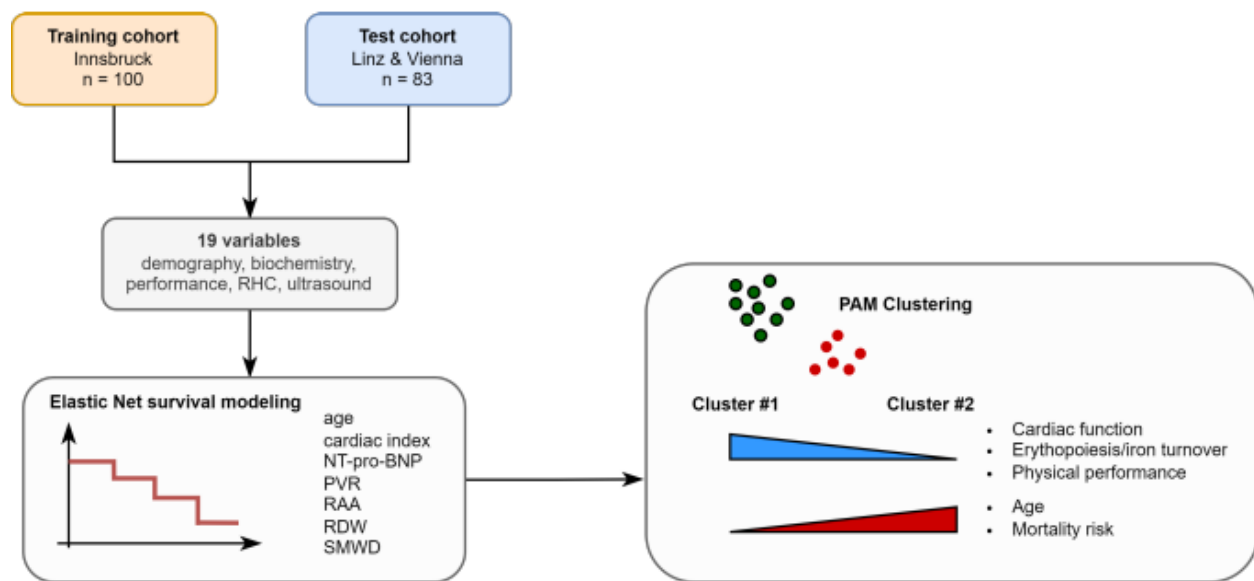 Training cohort
Innsbruck
n = 100
Test cohort
Linz & Vienna
n = 83
19 variables
demography, biochemistry,
performance, RHC, ultrasound
Elastic Net survival modeling
age
cardiac index
NT-pro-BNP
PVR
RAA
RDW
SMWD
PAM Clustering
Cluster #1
Cluster #2
• Cardiac function
• Erythopoiesis/iron turnover
• Physical performance
• Age
• Mortality risk